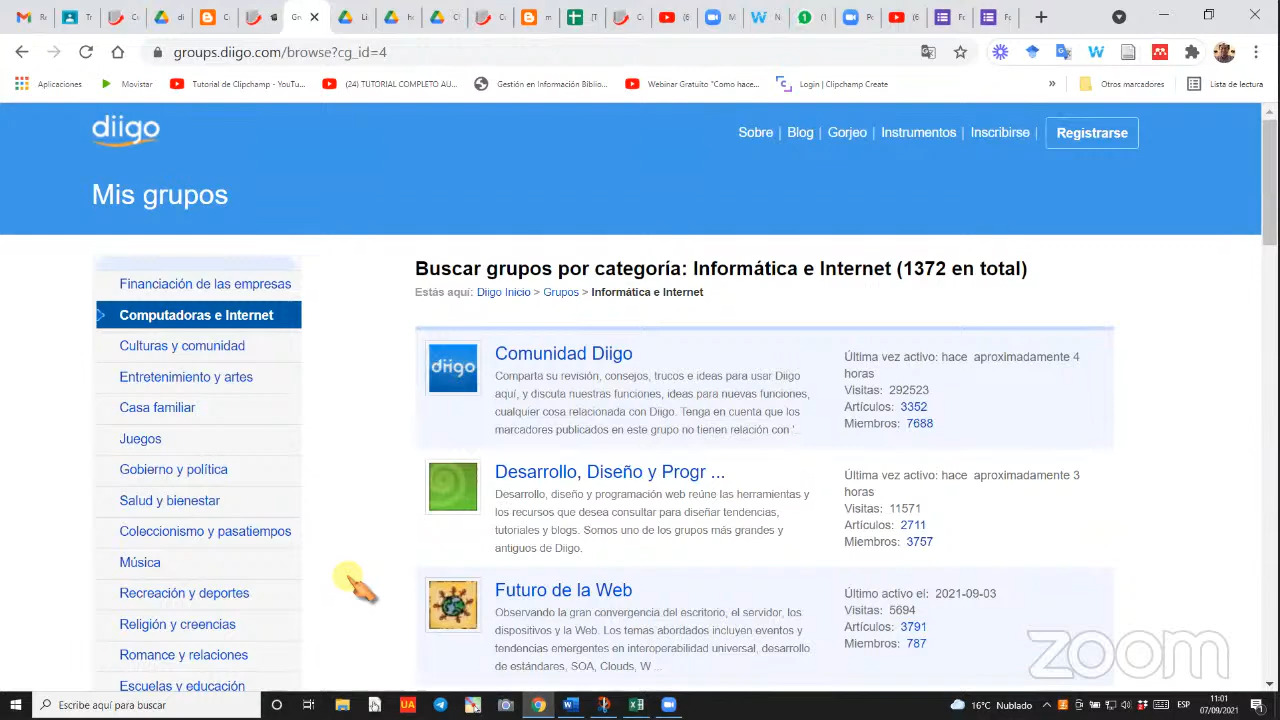 groups.diigo.com/browse?cg_id=4
Aplicaciones
Movistar
Tutorial de Clipchamp - YouTu...
(24) TUTORIAL COMPLETO AU...
Gestión en Información Biblio...
Webinar Gratuito "Como hace...
Login | Clipchamp Create
»
Otros marcadores
Lista de lectura
diigo
Sobre | Blog | Gorjeo | Instrumentos | Inscribirse |
Registrarse
Mis grupos
Financiación de las empresas
Computadoras e Internet
Culturas y comunidad
Entretenimiento y artes
Casa familiar
Juegos
Gobierno y política
Salud y bienestar
Coleccionismo y pasatiempos
Música
Recreación y deportes
Religión y creencias
Romance y relaciones
Escuelas y educación
Buscar grupos por categoría: Informática e Internet (1372 en total)
Estás aquí: Diigo Inicio > Grupos > Informática e Internet
diigo
Comunidad Diigo
Comparta su revisión, consejos, trucos e ideas para usar Diigo
aquí, y discuta nuestras funciones, ideas para nuevas funciones,
cualquier cosa relacionada con Diigo. Tenga en cuenta que los
marcadores publicados en este grupo no tienen relación con '..
Última vez activo: hace aproximadamente 4
horas
Visitas: 292523
Artículos: 3352
Miembros: 7688
Desarrollo, Diseño y Progr ...
Desarrollo, diseño y programación web reúne las herramientas y
los recursos que desea consultar para diseñar tendencias,
tutoriales y blogs. Somos uno de los grupos más grandes y
antiguos de Diigo.
Última vez activo: hace aproximadamente 3
horas
Visitas: 11571
Artículos: 2711
Miembros: 3757
Futuro de la Web
Observando la gran convergencia del escritorio, el servidor, los
dispositivos y la Web. Los temas abordados incluyen eventos y
tendencias emergentes en interoperabilidad universal, desarrollo
de estándares, SOA, Clouds, W ...
Último activo el: 2021-09-03
Visitas: 5694
Artículos: 3791
Miembros: 787
zoom
Escribe aquí para buscar
UA
16°C Nublado
ESP
11:01
07/09/2021